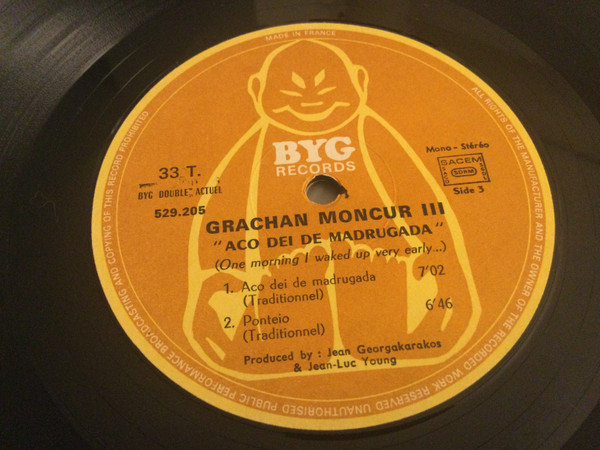 MADE IN FRANCE
BYG
RECORDS
33 T.
BYG DOUBLE ACTUEL
529.205
Mono - Stéréo
SACEM
SDRM
Side 3
GRACHAN MONCUR III
"ACO DEI DE MADRUGADA"
(One morning I waked up very early...)
1. Aco dei de madrugada 7'02
(Traditionnel)
2. Ponteio 6'46
(Traditionnel)
Produced by : Jean Georgakarakos
& Jean-Luc Young
ALL RIGHTS OF THE MANUFACTURER AND THE OWNER OF THE RECORDED WORK RESERVED UNAUTHORISED PUBLIC PERFORMANCE BROADCASTING AND COPYING OF THIS RECORD PROHIBITED